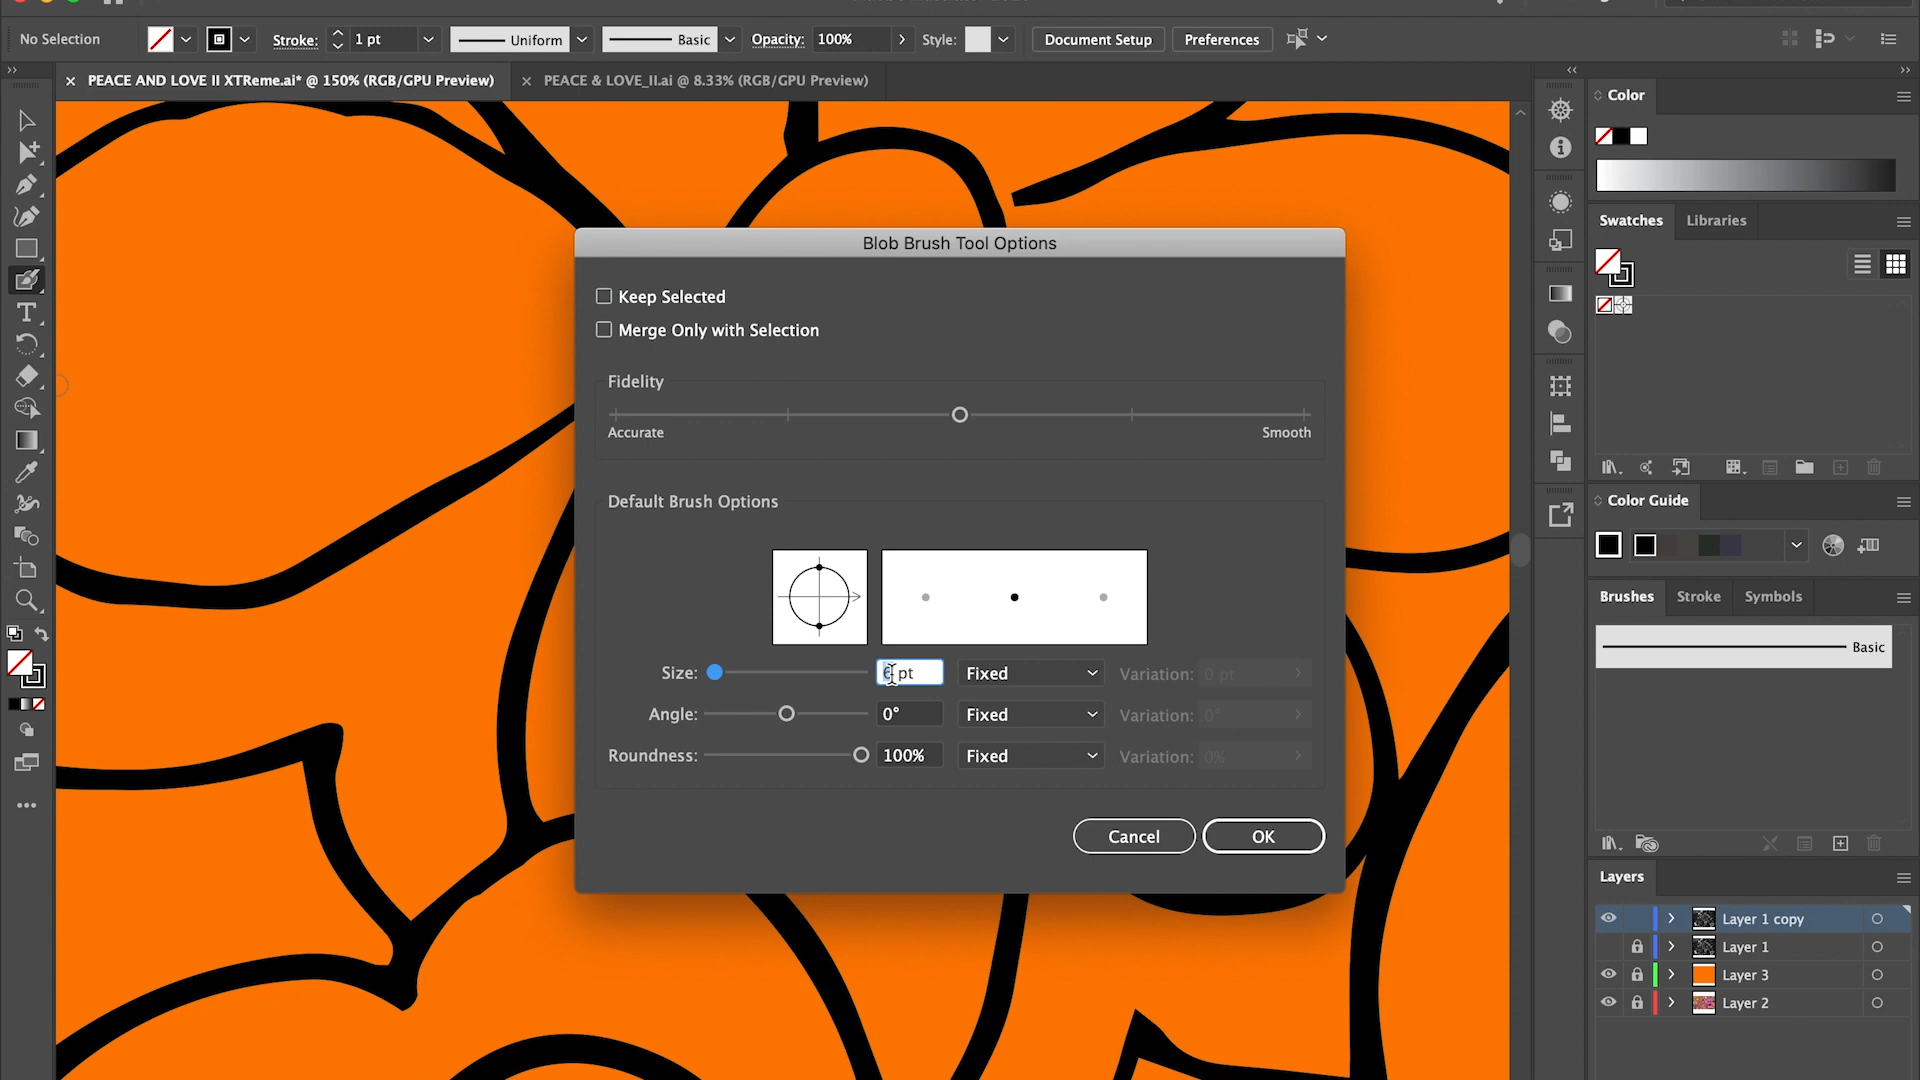 No Selection
Stroke:
1 pt
Uniform
Basic
Opacity:
100%
Style:
Document Setup
Preferences
PEACE AND LOVE II XTReme.ai* @ 150% (RGB/GPU Preview)
PEACE & LOVE_II.ai @ 8.33% (RGB/GPU Preview)
Color
Swatches
Libraries
Blob Brush Tool Options
Keep Selected
Merge Only with Selection
Fidelity
Accurate
Smooth
Default Brush Options
Color Guide
Brushes
Stroke
Symbols
Basic
Size:
pt
Fixed
Variation: 0 pt
Angle:
0°
Fixed
Variation: 0°
Roundness:
100%
Fixed
Variation: 0%
Cancel
OK
Layers
Layer 1 copy
Layer 1
Layer 3
Layer 2